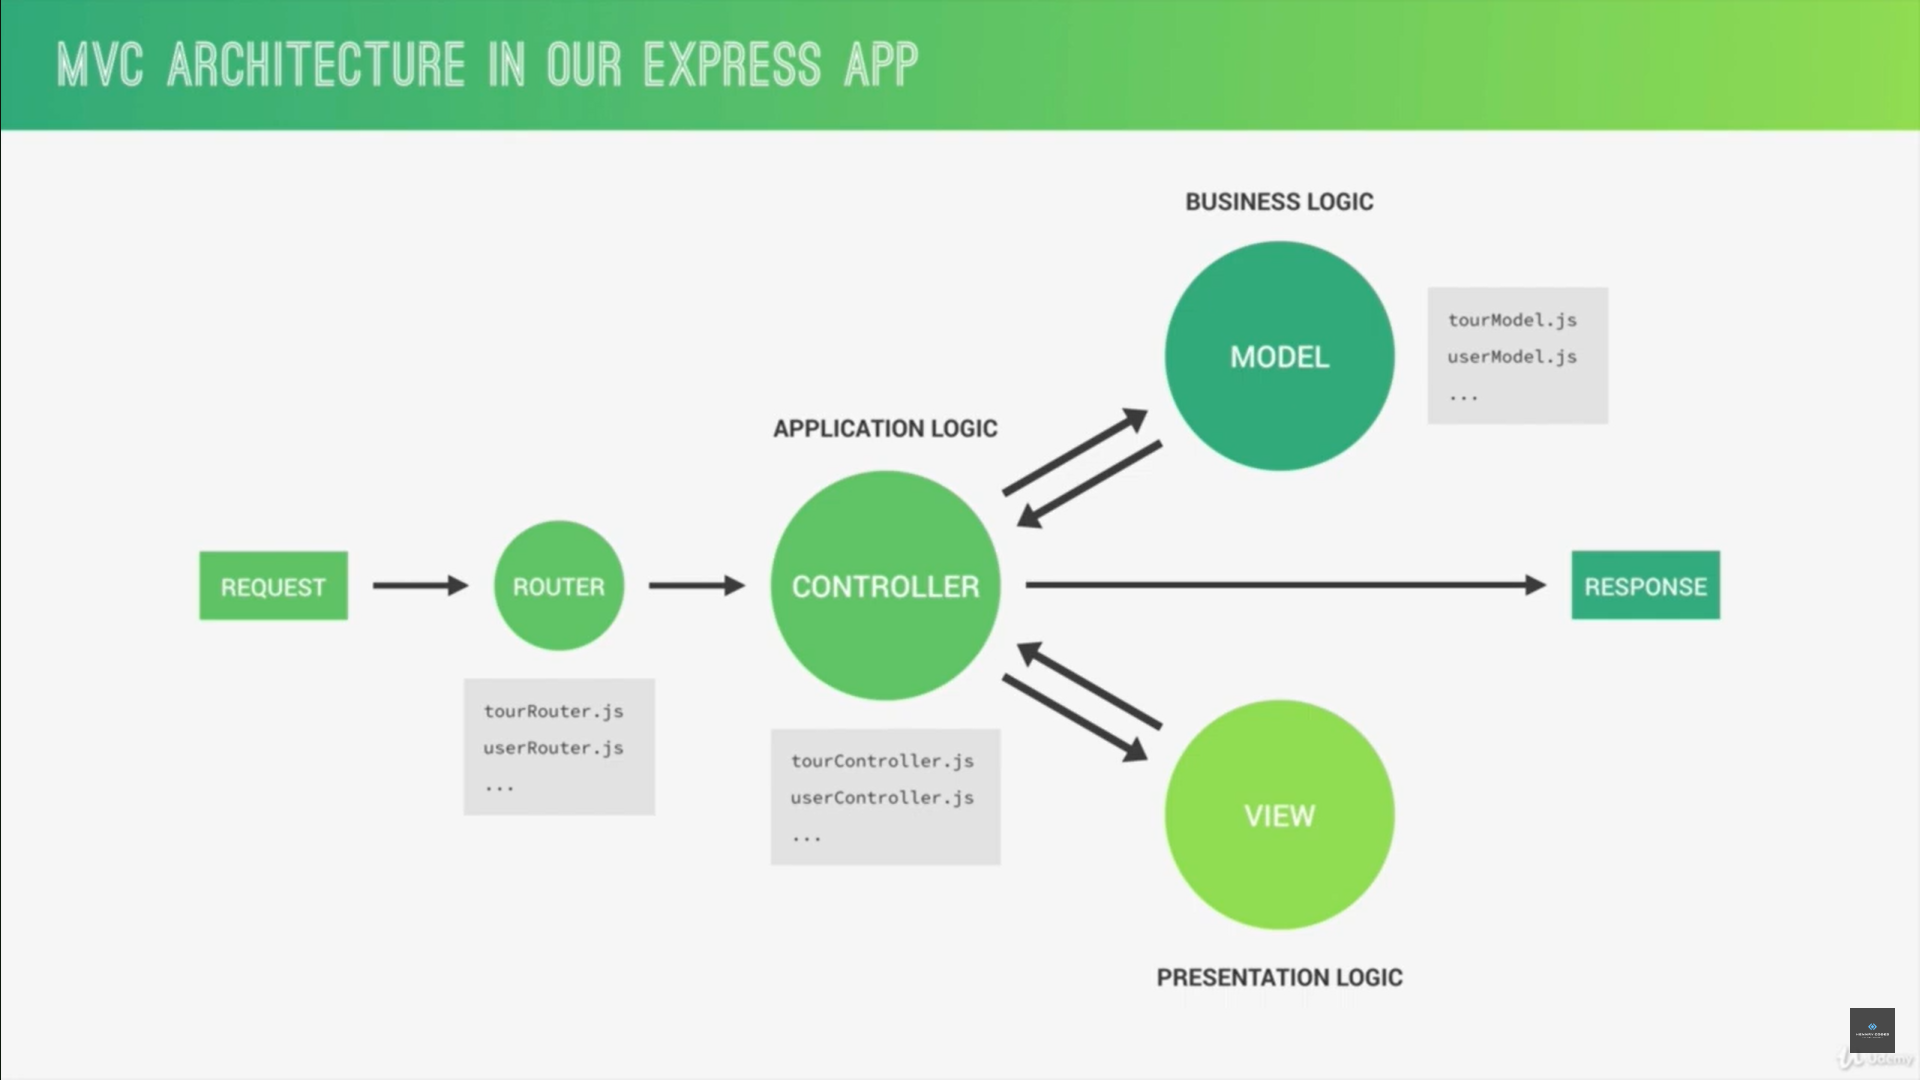 MVC ARCHITECTURE IN OUR EXPRESS APP
BUSINESS LOGIC
MODEL
tourModel.js
userModel.js
...
APPLICATION LOGIC
REQUEST
ROUTER
CONTROLLER
RESPONSE
tourRouter.js
userRouter.js
...
tourController.js
userController.js
...
VIEW
PRESENTATION LOGIC
Udemy